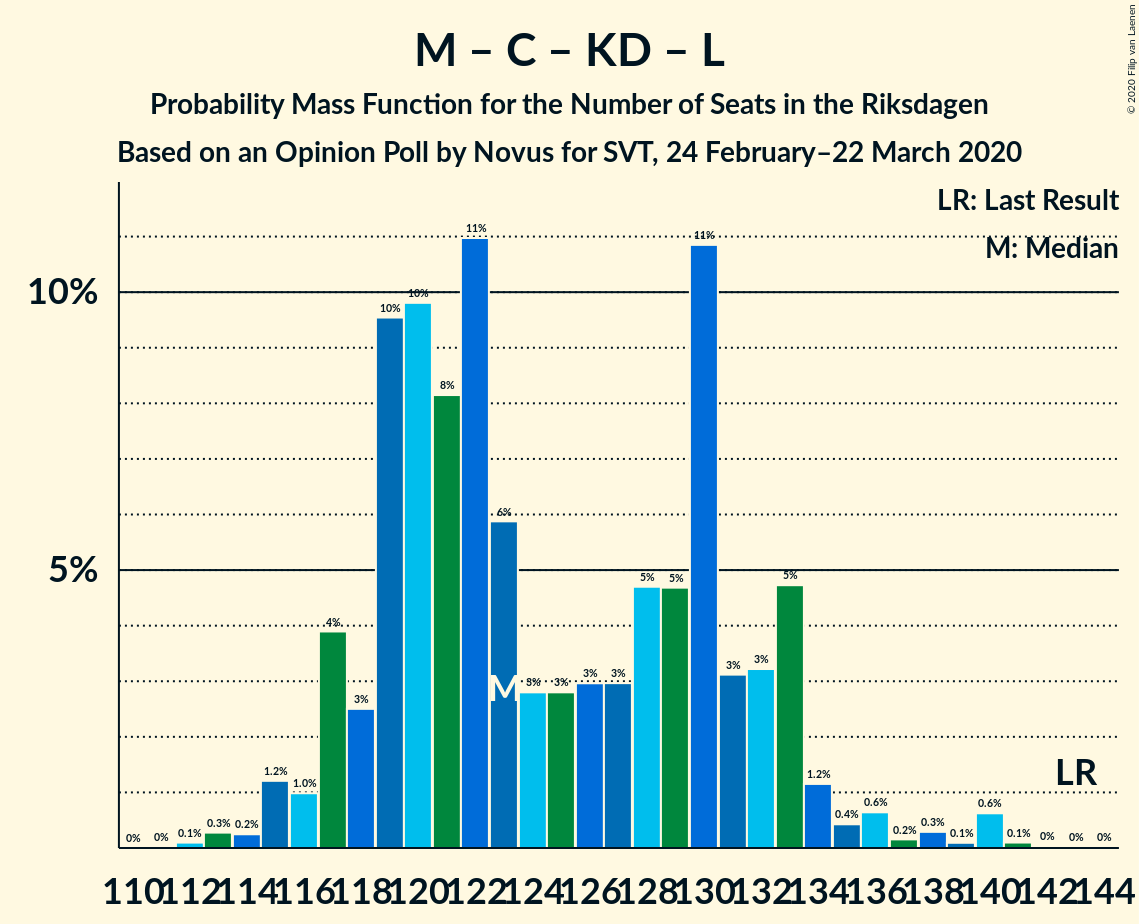 © 2020 Filip van Laenen
M – C – KD – L
Probability Mass Function for the Number of Seats in the Riksdagen
Based on an Opinion Poll by Novus for SVT, 24 February–22 March 2020
LR: Last Result
M: Median
10%
5%
0% 0% 0.1% 0.3% 0.2% 1.2% 1.0% 4% 3% 10% 10% 8% 11% 6% 3% 3% 3% 3% 5% 5% 11% 3% 3% 5% 1.2% 0.4% 0.6% 0.2% 0.3% 0.1% 0.6% 0.1% 0% 0% 0%
M
LR
110 112 114 116 118 120 122 124 126 128 130 132 134 136 138 140 142 144